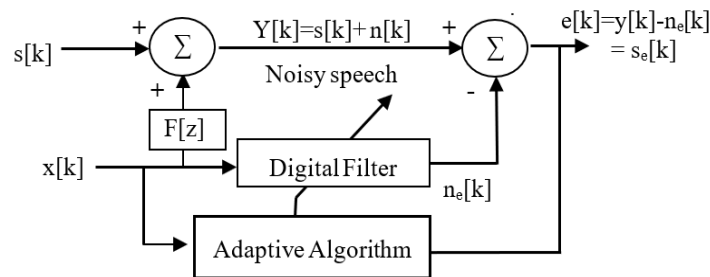 + Y[k]=s[k]+n[k] + e[k]=y[k]-nₑ[k]
Σ Σ = sₑ[k]
s[k]
+ Noisy speech -
F[z]
x[k] Digital Filter nₑ[k]
Adaptive Algorithm